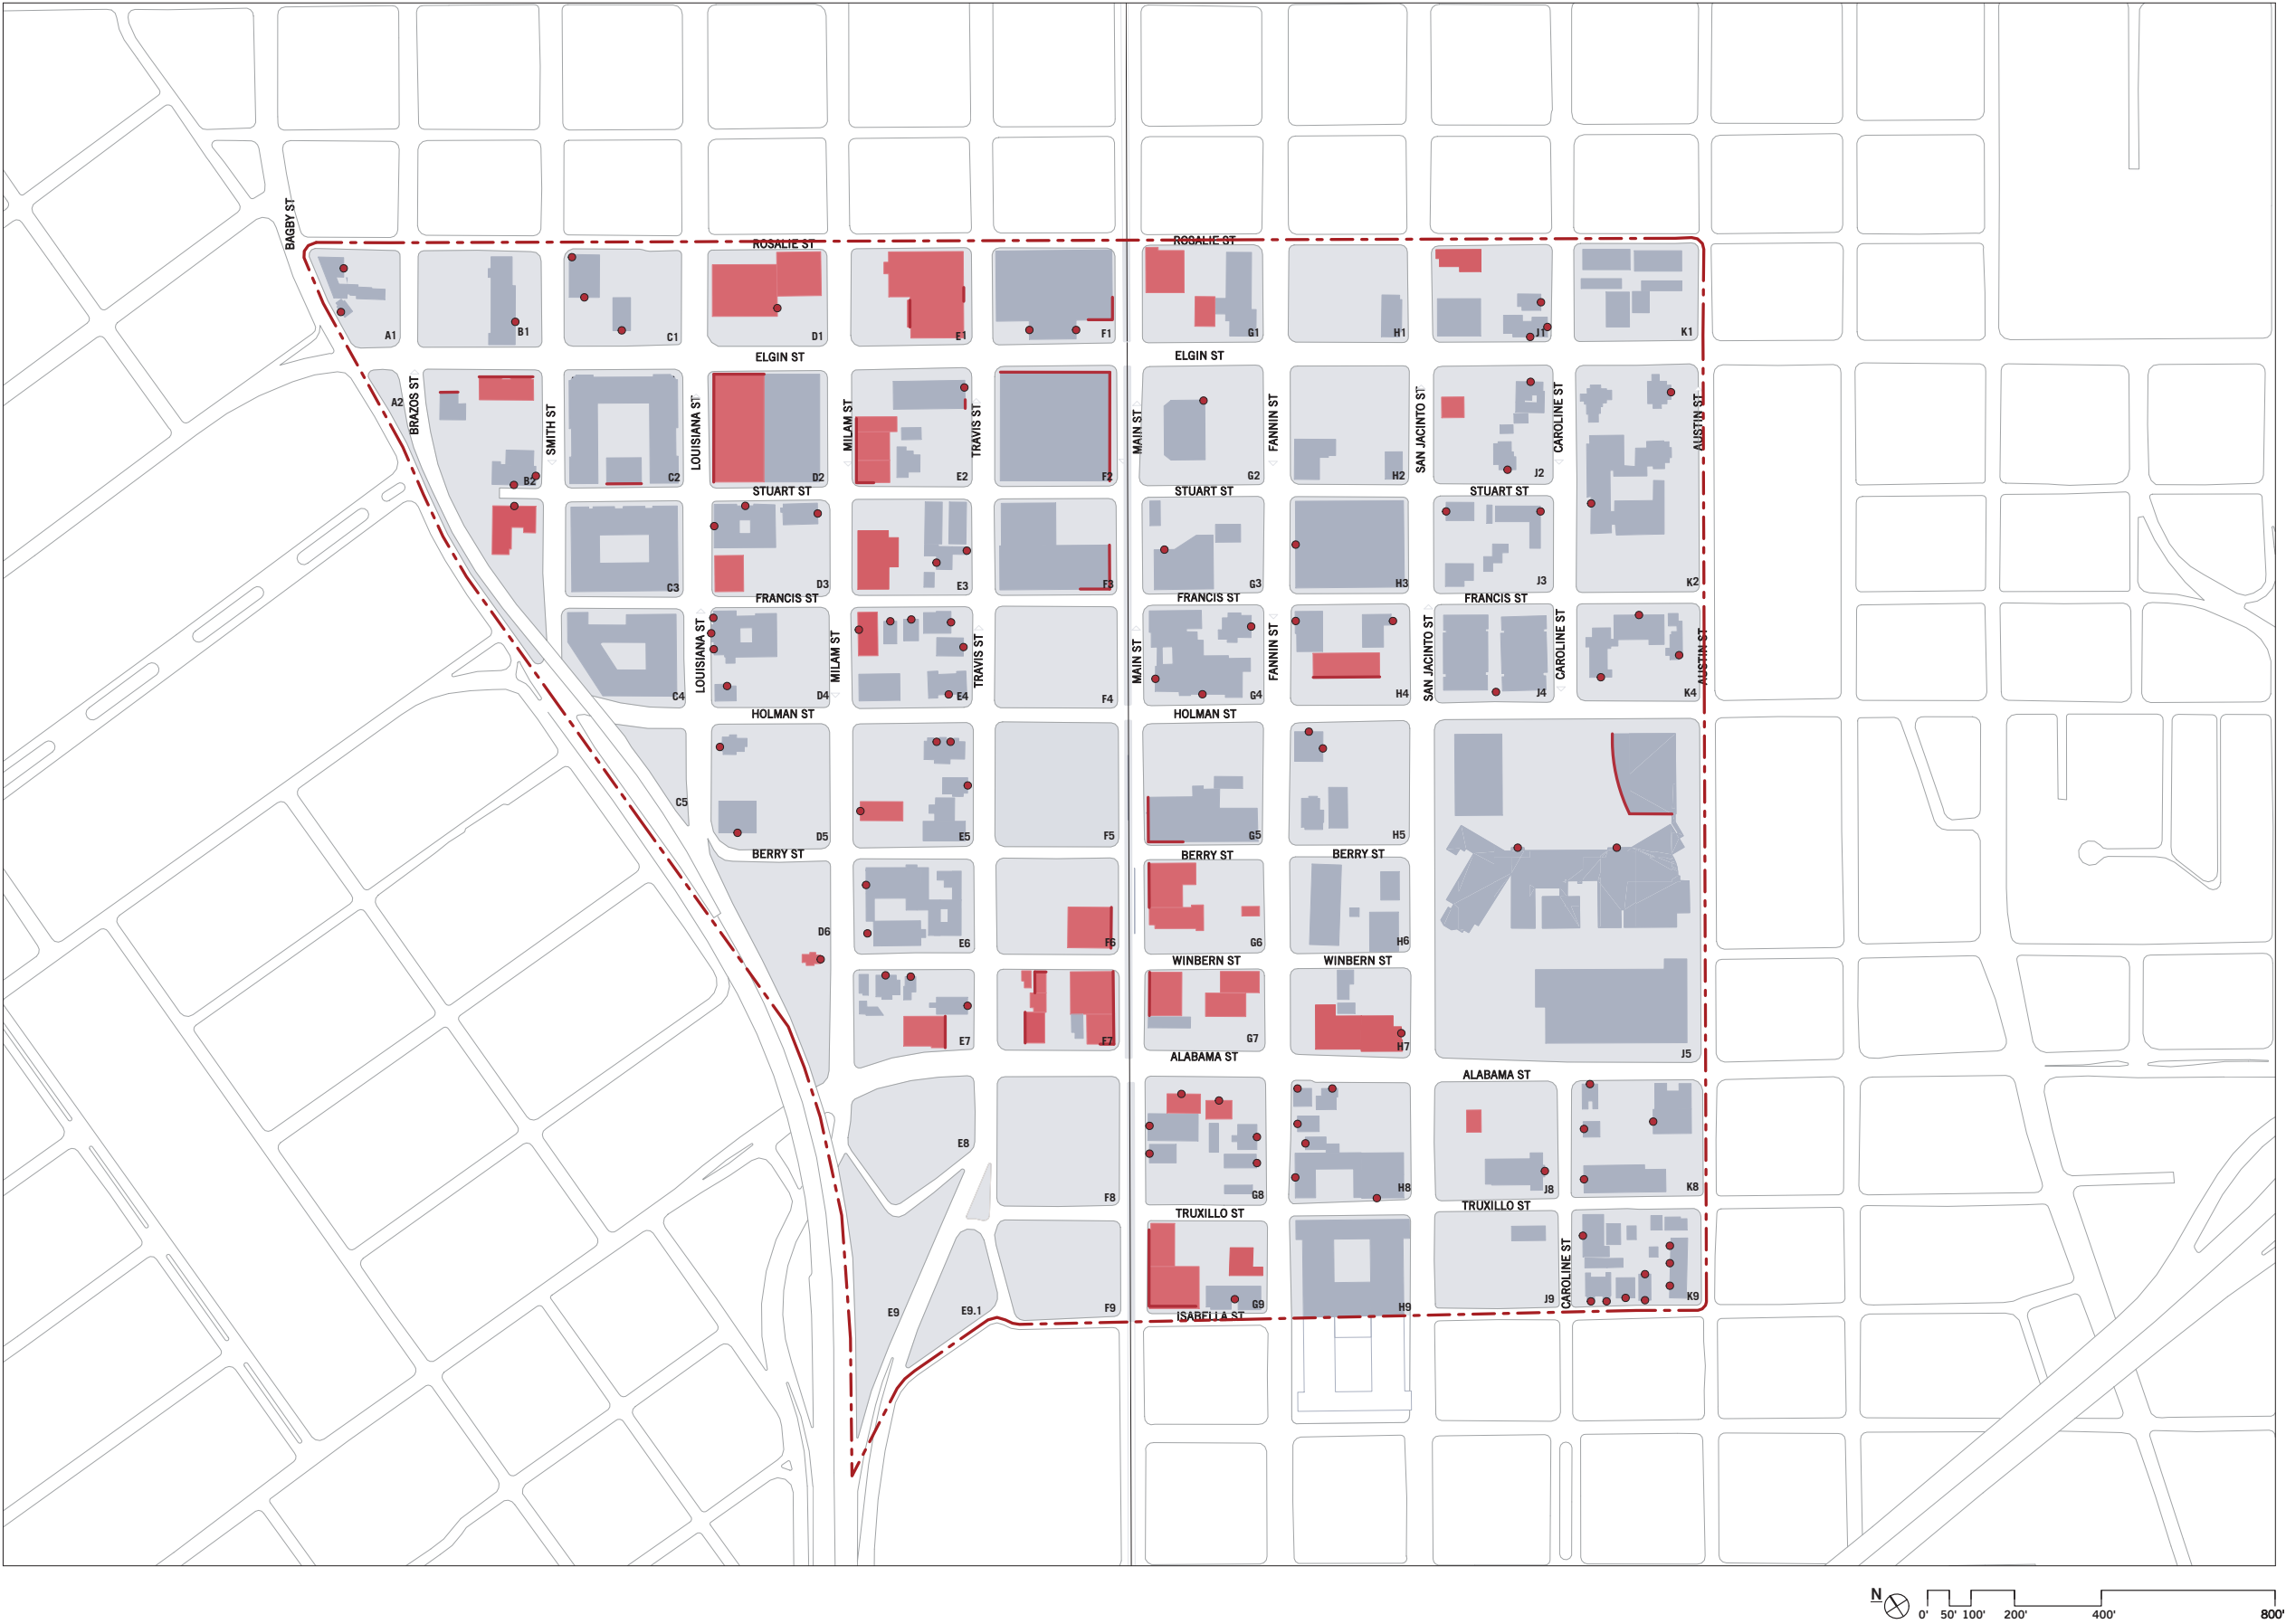 BAGBY ST
ROSALIE ST
ROSALIE ST
A1
B1
C1
D1
E1
F1
G1
H1
J1
K1
ELGIN ST
ELGIN ST
A2
BRAZOS ST
SMITH ST
LOUISIANA ST
MILAM ST
TRAVIS ST
MAIN ST
FANNIN ST
SAN JACINTO ST
CAROLINE ST
AUSTIN ST
B2
C2
D2
E2
F2
G2
H2
J2
STUART ST
STUART ST
STUART ST
C3
D3
E3
F3
G3
H3
J3
K2
FRANCIS ST
FRANCIS ST
FRANCIS ST
LOUISIANA ST
MILAM ST
TRAVIS ST
MAIN ST
FANNIN ST
SAN JACINTO ST
CAROLINE ST
AUSTIN ST
C4
D4
E4
F4
G4
H4
J4
K4
HOLMAN ST
HOLMAN ST
C5
D5
E5
F5
G5
H5
BERRY ST
BERRY ST
BERRY ST
D6
E6
F6
G6
H6
WINBERN ST
WINBERN ST
E7
F7
G7
H7
J5
ALABAMA ST
ALABAMA ST
E8
F8
G8
H8
J8
K8
TRUXILLO ST
TRUXILLO ST
CAROLINE ST
E9
E9.1
F9
G9
H9
J9
K9
ISABELLA ST
N
0' 50' 100' 200' 400' 800'